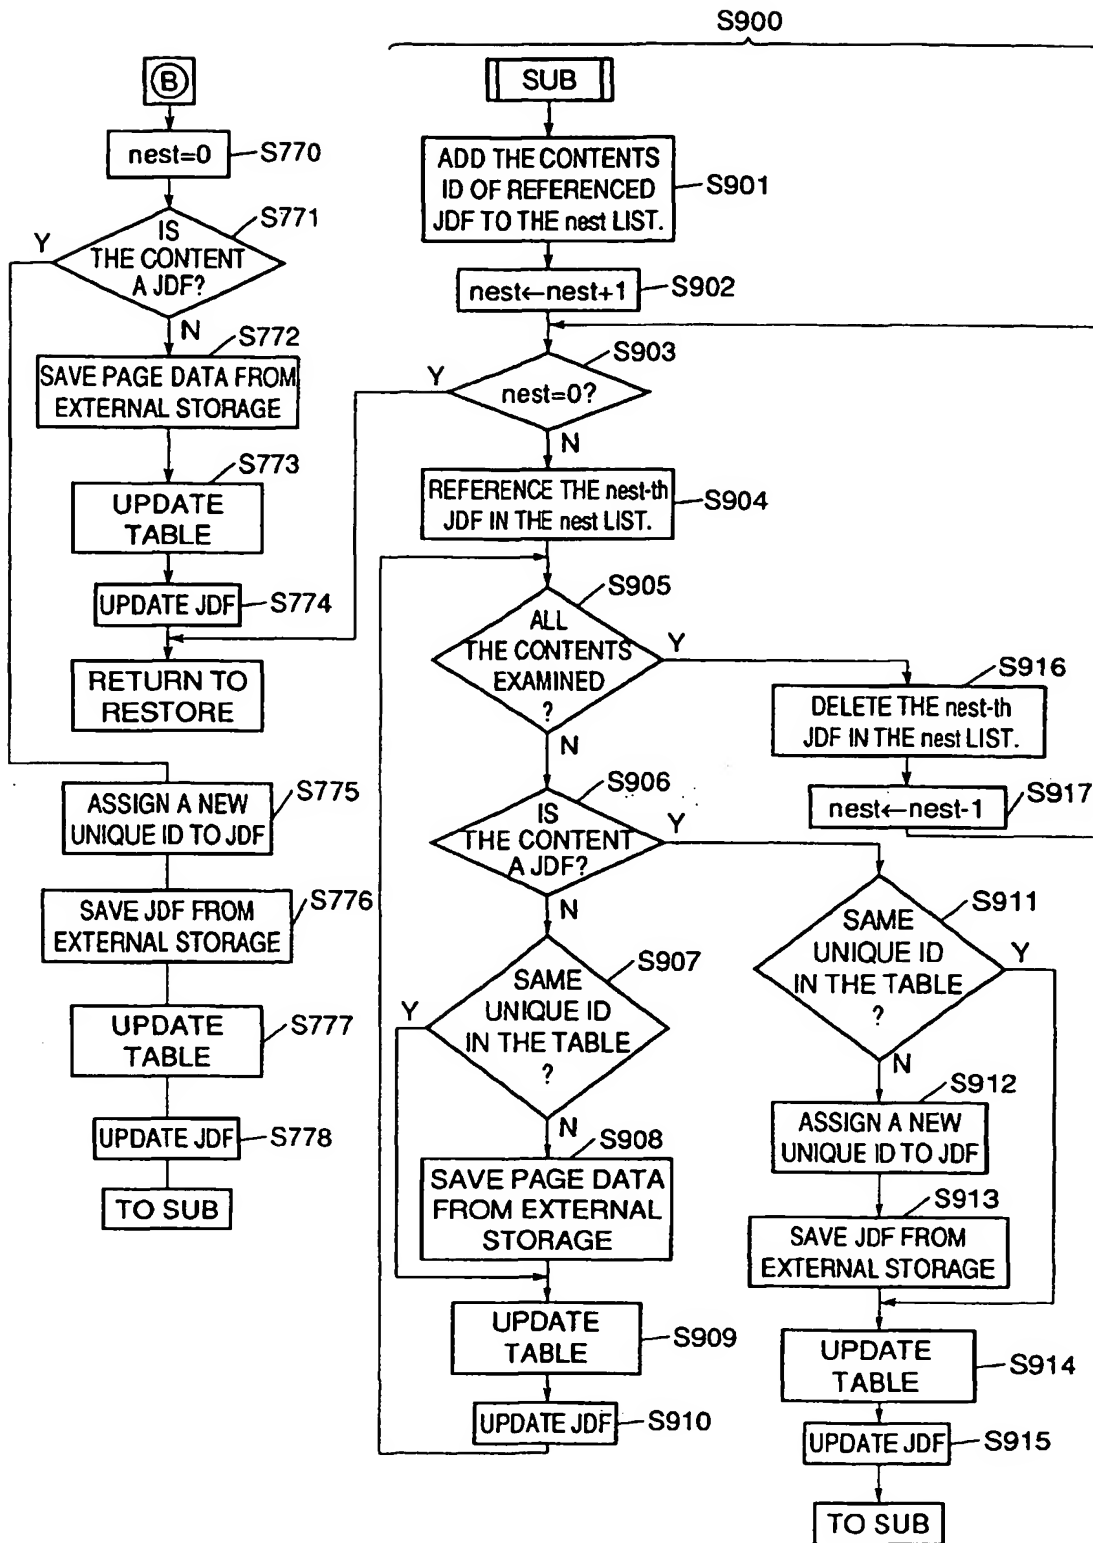 S900
B
nest=0
S770
IS
THE CONTENT
A JDF?
S771
Y
N
S772
SAVE PAGE DATA FROM
EXTERNAL STORAGE
S773
UPDATE
TABLE
UPDATE JDF
S774
RETURN TO
RESTORE
ASSIGN A NEW
UNIQUE ID TO JDF
S775
SAVE JDF FROM
EXTERNAL STORAGE
S776
UPDATE
TABLE
S777
UPDATE JDF
S778
TO SUB
SUB
ADD THE CONTENTS
ID OF REFERENCED
JDF TO THE nest LIST.
S901
nest←nest+1
S902
S903
Y
nest=0?
N
REFERENCE THE nest-th
JDF IN THE nest LIST.
S904
S905
ALL
THE CONTENTS
EXAMINED
?
Y
N
S906
IS
THE CONTENT
A JDF?
Y
N
S907
SAME
UNIQUE ID
IN THE TABLE
?
Y
N
S908
SAVE PAGE DATA
FROM EXTERNAL
STORAGE
UPDATE
TABLE
S909
UPDATE JDF
S910
S916
DELETE THE nest-th
JDF IN THE nest LIST.
nest←nest-1
S917
S911
SAME
UNIQUE ID
IN THE TABLE
?
Y
N
S912
ASSIGN A NEW
UNIQUE ID TO JDF
S913
SAVE JDF FROM
EXTERNAL STORAGE
UPDATE
TABLE
S914
UPDATE JDF
S915
TO SUB